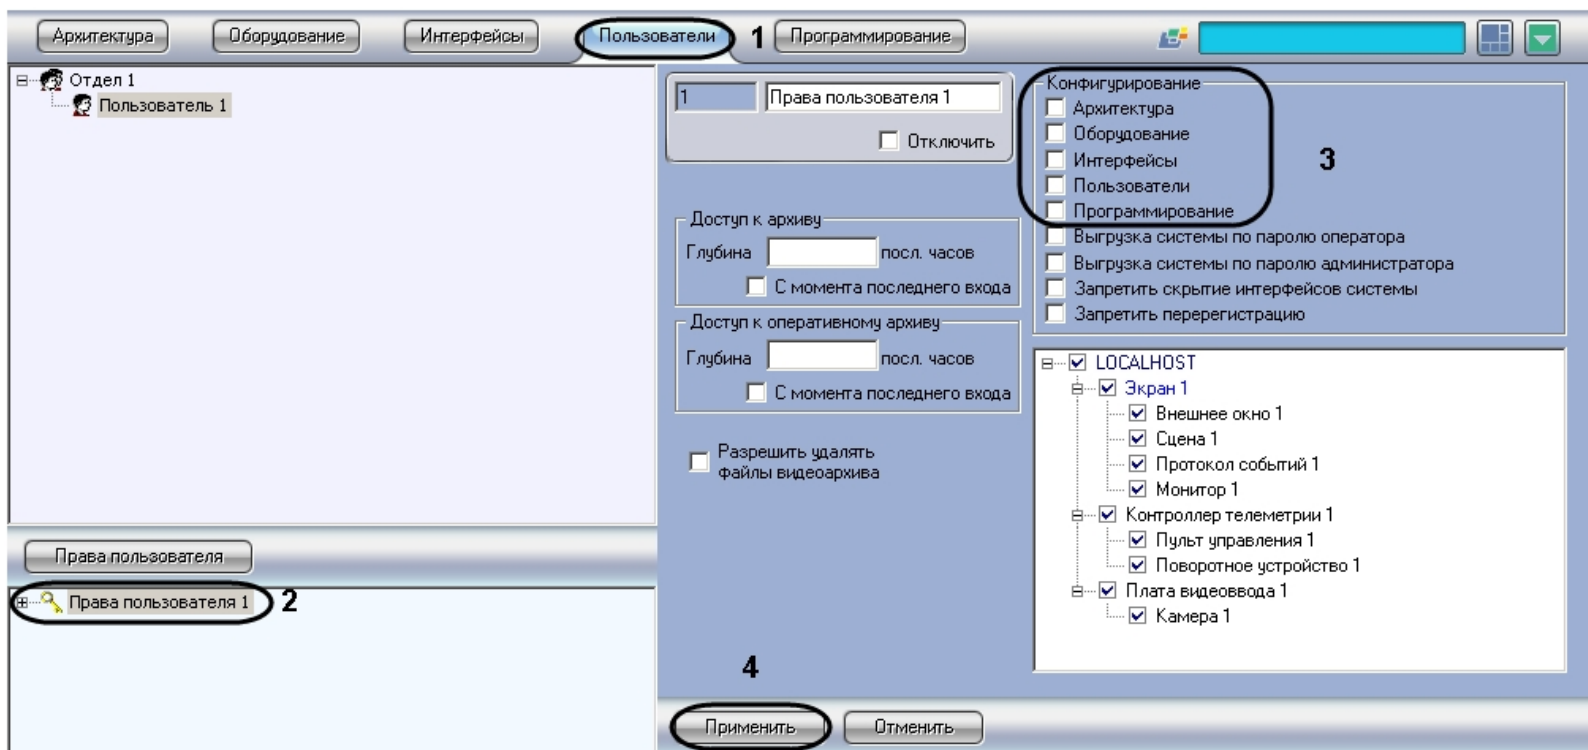 Архитектура
Оборудование
Интерфейсы
Пользователи
1
Программирование
Отдел 1
Пользователь 1
Права пользователя
Права пользователя 1
2
1
Права пользователя 1
Отключить
Доступ к архиву
Глубина посл. часов
С момента последнего входа
Доступ к оперативному архиву
Глубина посл. часов
С момента последнего входа
Разрешить удалять
файлы видеоархива
Конфигурирование
Архитектура
Оборудование
Интерфейсы
3
Пользователи
Программирование
Выгрузка системы по паролю оператора
Выгрузка системы по паролю администратора
Запретить скрытие интерфейсов системы
Запретить перерегистрацию
LOCALHOST
Экран 1
Внешнее окно 1
Сцена 1
Протокол событий 1
Монитор 1
Контроллер телеметрии 1
Пульт управления 1
Поворотное устройство 1
Плата видеоввода 1
Камера 1
4
Применить
Отменить